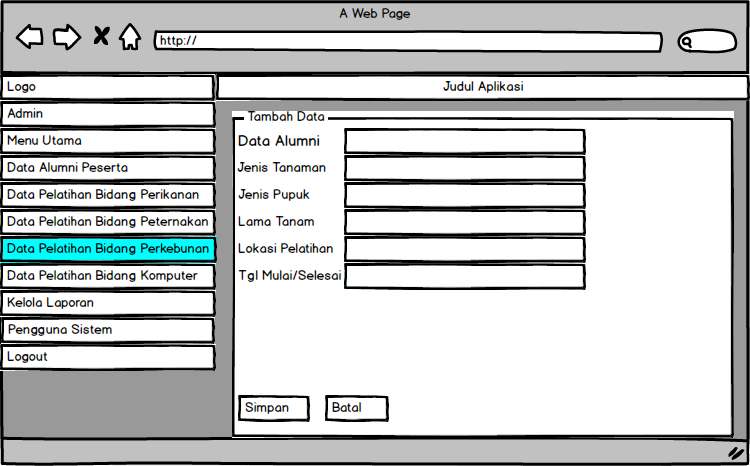 A Web Page
http://
Logo
Judul Aplikasi
Admin
Menu Utama
Data Alumni Peserta
Data Pelatihan Bidang Perikanan
Data Pelatihan Bidang Peternakan
Data Pelatihan Bidang Perkebunan
Data Pelatihan Bidang Komputer
Kelola Laporan
Pengguna Sistem
Logout
Tambah Data
Data Alumni
Jenis Tanaman
Jenis Pupuk
Lama Tanam
Lokasi Pelatihan
Tgl Mulai/Selesai
Simpan
Batal